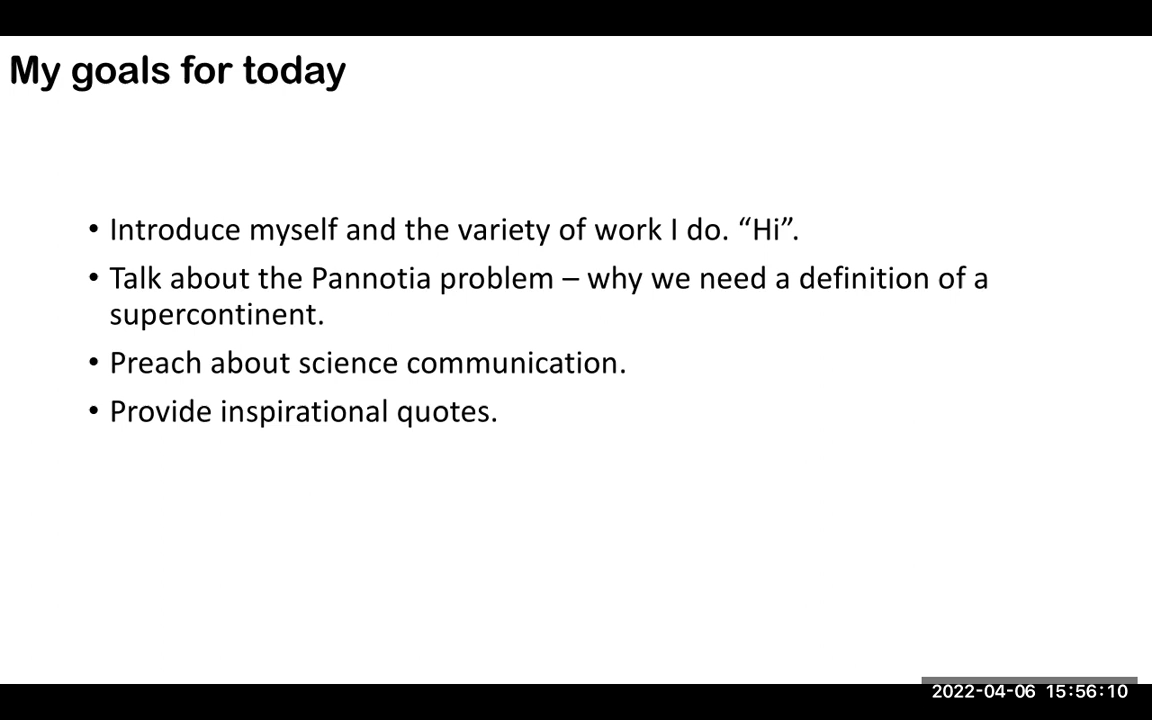 My goals for today
• Introduce myself and the variety of work I do. “Hi”.
• Talk about the Pannotia problem – why we need a definition of a
supercontinent.
• Preach about science communication.
• Provide inspirational quotes.
2022-04-06 15:56:10